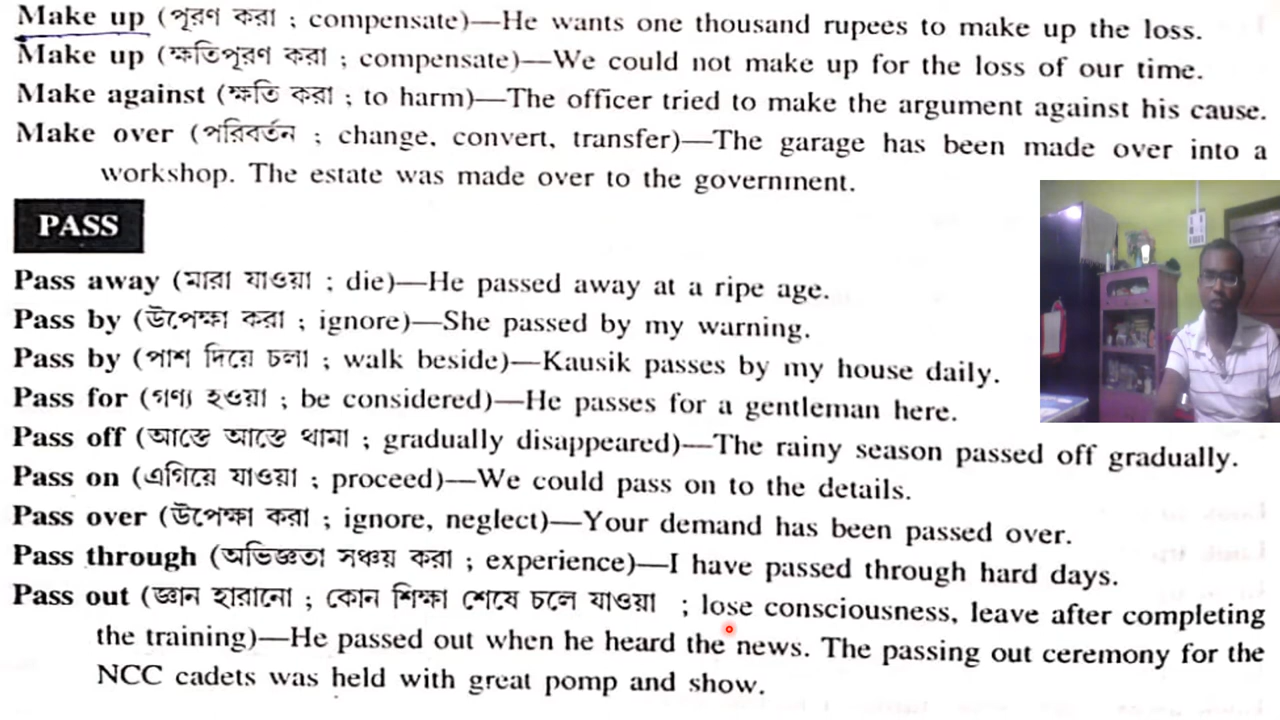 Make up (পূরণ করা ; compensate)—He wants one thousand rupees to make up the loss.
Make up (ক্ষতিপূরণ করা ; compensate)—We could not make up for the loss of our time.
Make against (ক্ষতি করা ; to harm)—The officer tried to make the argument against his cause.
Make over (পরিবর্তন ; change, convert, transfer)—The garage has been made over into a
workshop. The estate was made over to the government.
PASS
Pass away (মারা যাওয়া ; die)—He passed away at a ripe age.
Pass by (উপেক্ষা করা ; ignore)—She passed by my warning.
Pass by (পাশ দিয়ে চলা ; walk beside)—Kausik passes by my house daily.
Pass for (গণ্য হওয়া ; be considered)—He passes for a gentleman here.
Pass off (আস্তে আস্তে থামা ; gradually disappeared)—The rainy season passed off gradually.
Pass on (এগিয়ে যাওয়া ; proceed)—We could pass on to the details.
Pass over (উপেক্ষা করা ; ignore, neglect)—Your demand has been passed over.
Pass through (অভিজ্ঞতা সঞ্চয় করা ; experience)—I have passed through hard days.
Pass out (জ্ঞান হারানো ; কোন শিক্ষা শেষে চলে যাওয়া ; lose consciousness, leave after completing
the training)—He passed out when he heard the news. The passing out ceremony for the
NCC cadets was held with great pomp and show.